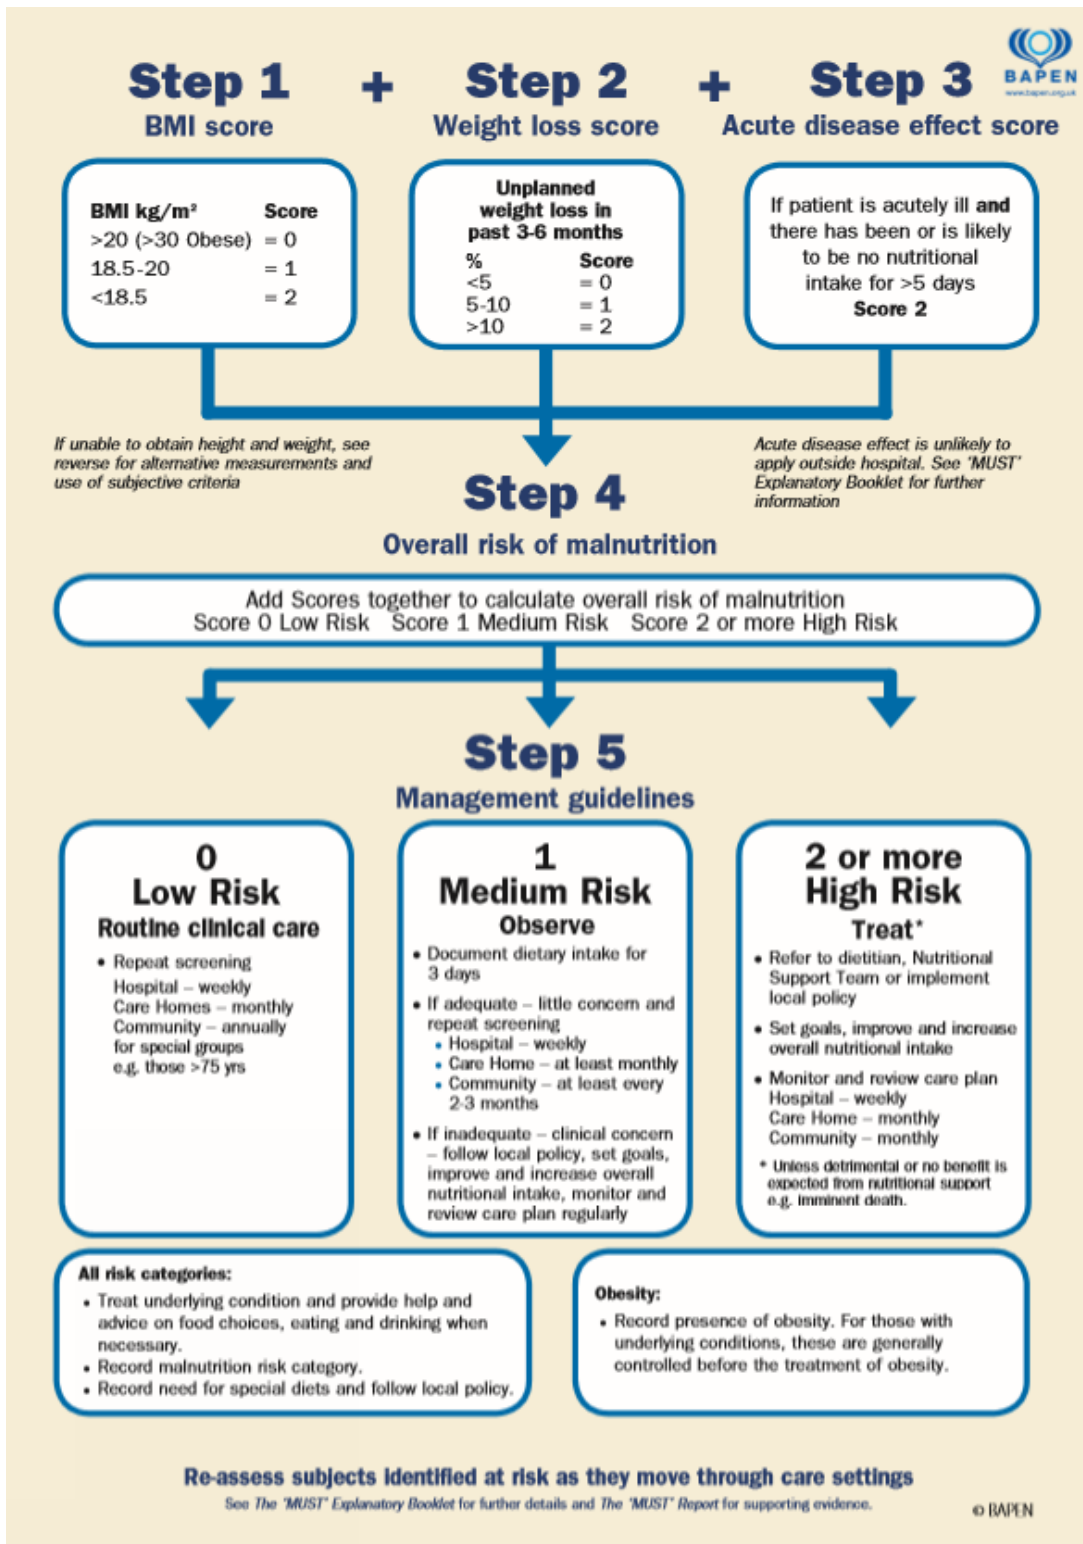 BAPEN
www.bapen.org.uk
Step 1 + Step 2 + Step 3
BMI score
Weight loss score
Acute disease effect score
BMI kg/m² Score
>20 (>30 Obese) = 0
18.5-20 = 1
<18.5 = 2
Unplanned
weight loss in
past 3-6 months
% Score
<5 = 0
5-10 = 1
>10 = 2
If patient is acutely ill and
there has been or is likely
to be no nutritional
intake for >5 days
Score 2
If unable to obtain height and weight, see
reverse for alternative measurements and
use of subjective criteria
Acute disease effect is unlikely to
apply outside hospital. See 'MUST'
Explanatory Booklet for further
information
Step 4
Overall risk of malnutrition
Add Scores together to calculate overall risk of malnutrition
Score 0 Low Risk Score 1 Medium Risk Score 2 or more High Risk
Step 5
Management guidelines
0
Low Risk
Routine clinical care
• Repeat screening
Hospital – weekly
Care Homes – monthly
Community – annually
for special groups
e.g. those >75 yrs
1
Medium Risk
Observe
• Document dietary intake for
3 days
• If adequate – little concern and
repeat screening
• Hospital – weekly
• Care Home – at least monthly
• Community – at least every
2-3 months
• If inadequate – clinical concern
– follow local policy, set goals,
improve and increase overall
nutritional intake, monitor and
review care plan regularly
2 or more
High Risk
Treat*
• Refer to dietitian, Nutritional
Support Team or implement
local policy
• Set goals, improve and increase
overall nutritional intake
• Monitor and review care plan
Hospital – weekly
Care Home – monthly
Community – monthly
* Unless detrimental or no benefit is
expected from nutritional support
e.g. imminent death.
All risk categories:
• Treat underlying condition and provide help and
advice on food choices, eating and drinking when
necessary.
• Record malnutrition risk category.
• Record need for special diets and follow local policy.
Obesity:
• Record presence of obesity. For those with
underlying conditions, these are generally
controlled before the treatment of obesity.
Re-assess subjects identified at risk as they move through care settings
See The 'MUST' Explanatory Booklet for further details and The 'MUST' Report for supporting evidence.
© BAPEN